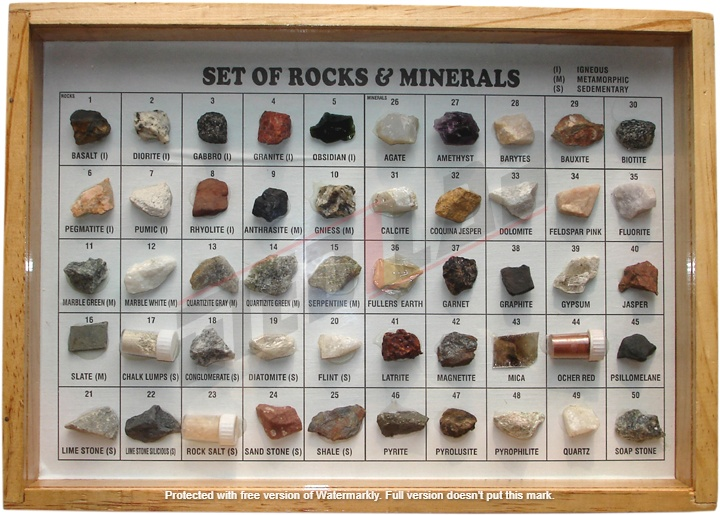 SET OF ROCKS & MINERALS
(I) IGNEOUS
(M) METAMORPHIC
(S) SEDEMENTARY
ROCKS
MINERALS
1 2 3 4 5 26 27 28 29 30
BASALT (I) DIORITE (I) GABBRO (I) GRANITE (I) OBSIDIAN (I) AGATE AMETHYST BARYTES BAUXITE BIOTITE
6 7 8 9 10 31 32 33 34 35
PEGMATITE (I) PUMIC (I) RHYOLITE (I) ANTHRASITE (M) GNIESS (M) CALCITE COQUINA JESPER DOLOMITE FELDSPAR PINK FLUORITE
11 12 13 14 15 36 37 38 39 40
MARBLE GREEN (M) MARBLE WHITE (M) QUARTIZITE GRAY (M) QUARTIZITE GREEN (M) SERPENTINE (M) FULLERS EARTH GARNET GRAPHITE GYPSUM JASPER
16 17 18 19 20 41 42 43 44 45
SLATE (M) CHALK LUMPS (S) CONGLOMERATE (S) DIATOMITE (S) FLINT (S) LATRITE MAGNETITE MICA OCHER RED PSILLOMELANE
21 22 23 24 25 46 47 48 49 50
LIME STONE (S) LIME STONE SILICIOUS (S) ROCK SALT (S) SAND STONE (S) SHALE (S) PYRITE PYROLUSITE PYROPHILITE QUARTZ SOAP STONE
Protected with free version of Watermarkly. Full version doesn't put this mark.